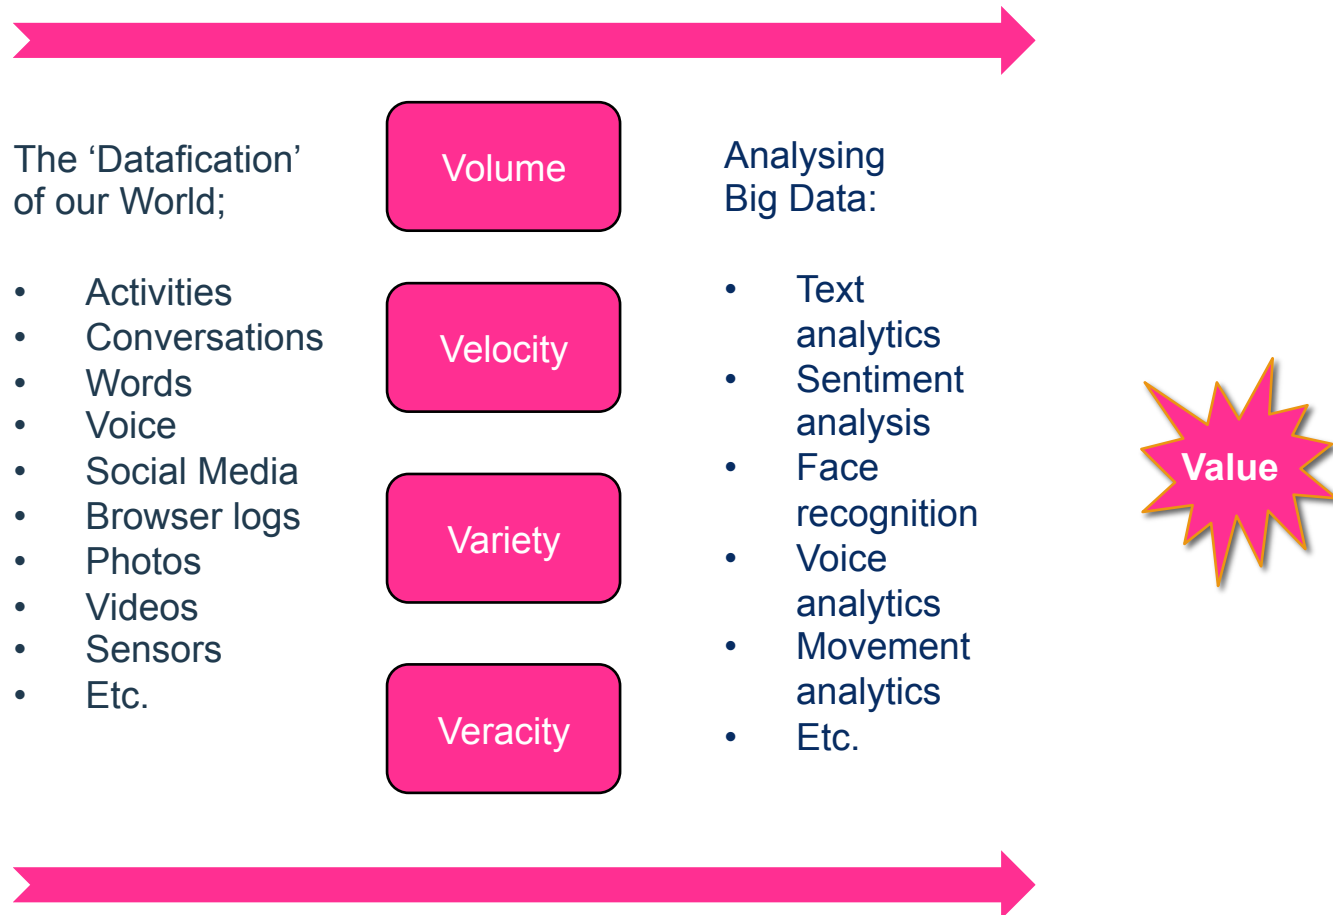 The ‘Datafication’
of our World;
• Activities
• Conversations
• Words
• Voice
• Social Media
• Browser logs
• Photos
• Videos
• Sensors
• Etc.
Volume
Velocity
Variety
Veracity
Analysing
Big Data:
• Text
analytics
• Sentiment
analysis
• Face
recognition
• Voice
analytics
• Movement
analytics
• Etc.
Value